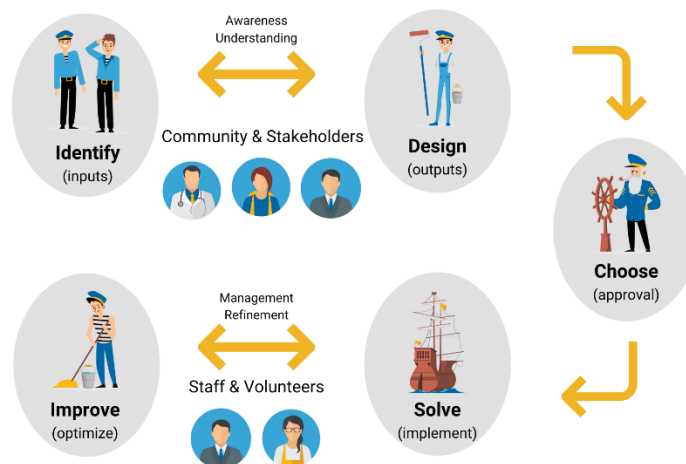 Awareness
Understanding
Identify
(inputs)
Community & Stakeholders
Design
(outputs)
Choose
(approval)
Management
Refinement
Staff & Volunteers
Improve
(optimize)
Solve
(implement)